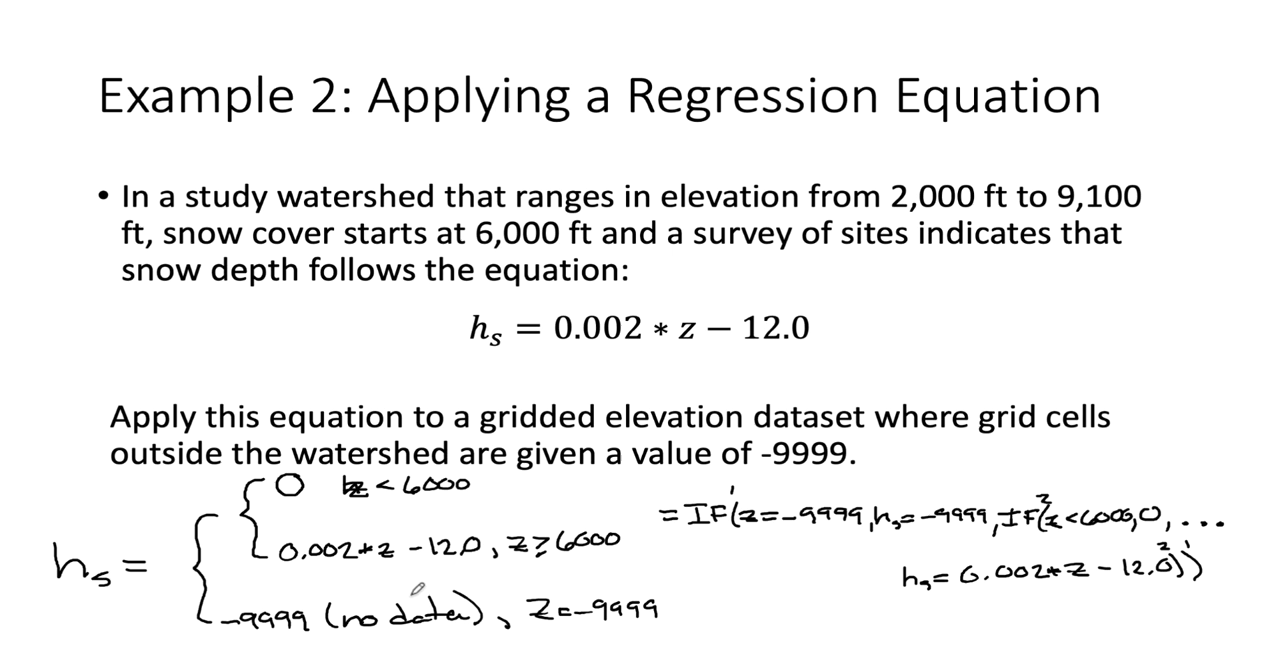 Example 2: Applying a Regression Equation
• In a study watershed that ranges in elevation from 2,000 ft to 9,100
ft, snow cover starts at 6,000 ft and a survey of sites indicates that
snow depth follows the equation:
hₛ = 0.002 * z − 12.0
Apply this equation to a gridded elevation dataset where grid cells
outside the watershed are given a value of -9999.
hₛ =
0 z < 6000
0.002*z - 12.0, z ≥ 6000
-9999 (no data), z = -9999
= IF(¹z=-9999, hₛ=-9999, IF(²z<6000, 0, ...
hₛ = 0.002*z - 12.0)²)¹